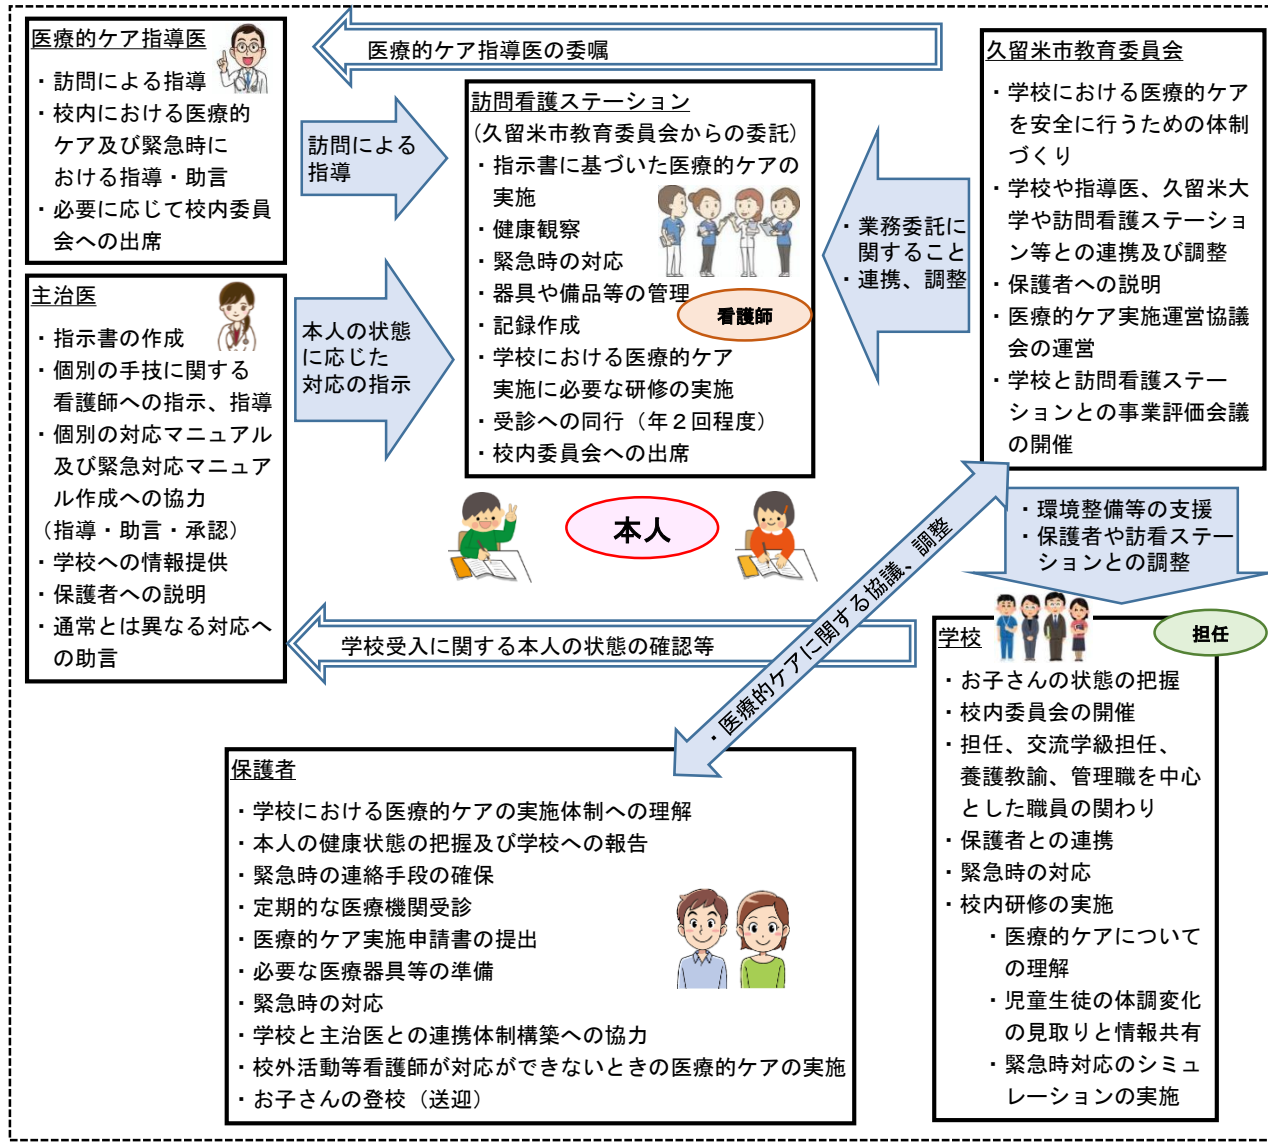 医療的ケア指導医
・訪問による指導
・校内における医療的
ケア及び緊急時に
おける指導・助言
・必要に応じて校内委員
会への出席
医療的ケア指導医の委嘱
訪問による
指導
訪問看護ステーション
(久留米市教育委員会からの委託)
・指示書に基づいた医療的ケアの
実施
・健康観察
・緊急時の対応
・器具や備品等の管理
・記録作成
・学校における医療的ケア
実施に必要な研修の実施
・受診への同行（年２回程度）
・校内委員会への出席
看護師
・業務委託に
関すること
・連携、調整
久留米市教育委員会
・学校における医療的ケア
を安全に行うための体制
づくり
・学校や指導医、久留米大
学や訪問看護ステーショ
ン等との連携及び調整
・保護者への説明
・医療的ケア実施運営協議
会の運営
・学校と訪問看護ステー
ションとの事業評価会議
の開催
主治医
・指示書の作成
・個別の手技に関する
看護師への指示、指導
・個別の対応マニュアル
及び緊急対応マニュア
ル作成への協力
(指導・助言・承認)
・学校への情報提供
・保護者への説明
・通常とは異なる対応へ
の助言
本人の状態
に応じた
対応の指示
本人
・環境整備等の支援
・保護者や訪看ステー
ションとの調整
学校受入に関する本人の状態の確認等
・医療的ケアに関する協議、調整
学校
担任
・お子さんの状態の把握
・校内委員会の開催
・担任、交流学級担任、
養護教諭、管理職を中心
とした職員の関わり
・保護者との連携
・緊急時の対応
・校内研修の実施
・医療的ケアについて
の理解
・児童生徒の体調変化
の見取りと情報共有
・緊急時対応のシミュ
レーションの実施
保護者
・学校における医療的ケアの実施体制への理解
・本人の健康状態の把握及び学校への報告
・緊急時の連絡手段の確保
・定期的な医療機関受診
・医療的ケア実施申請書の提出
・必要な医療器具等の準備
・緊急時の対応
・学校と主治医との連携体制構築への協力
・校外活動等看護師が対応ができないときの医療的ケアの実施
・お子さんの登校（送迎）